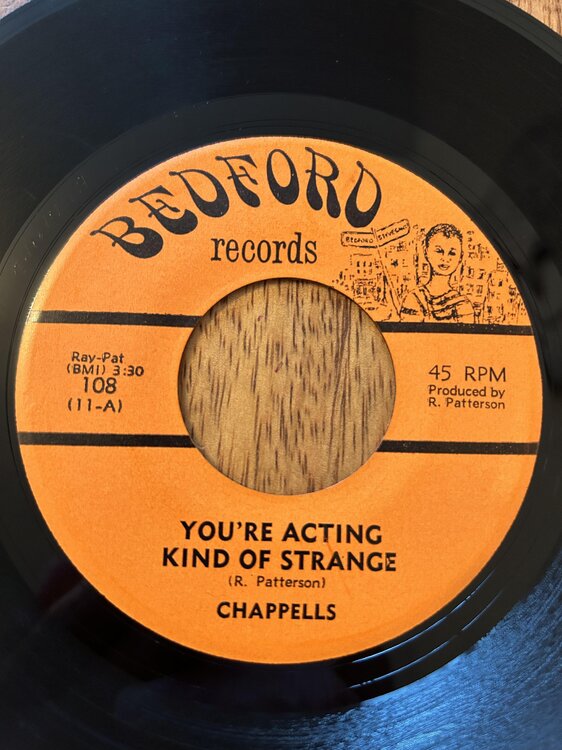 BEDFORD
records
BEDFORD
Ray-Pat
(BMI) 3:30
108
(11-A)
45 RPM
Produced by
R. Patterson
YOU'RE ACTING
KIND OF STRANGE
(R. Patterson)
CHAPPELLS